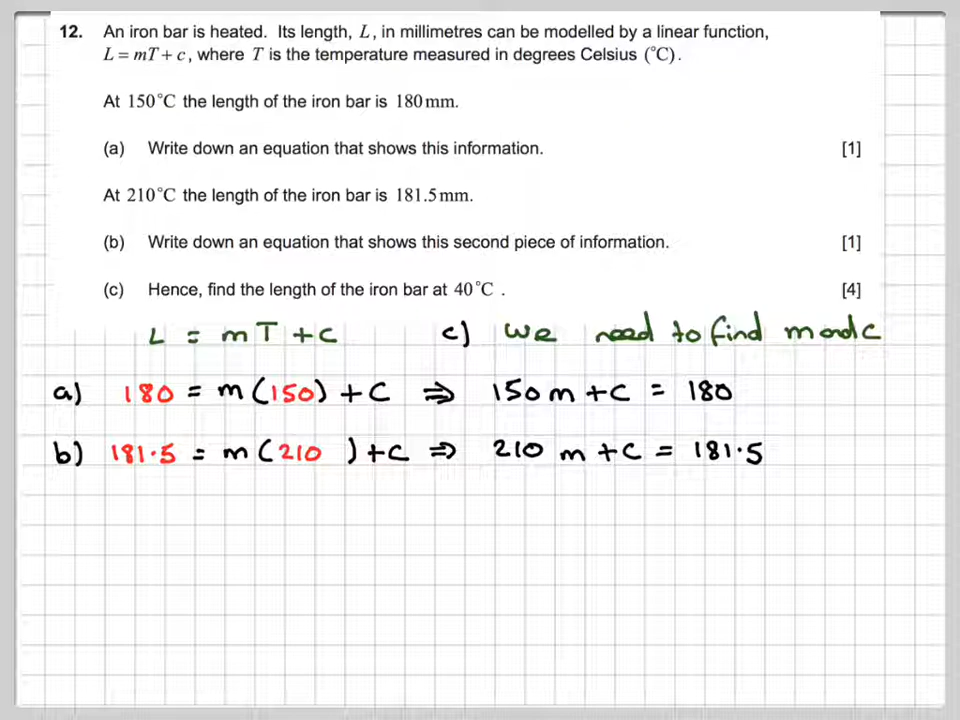 12. An iron bar is heated. Its length, L, in millimetres can be modelled by a linear function,
L = mT + c, where T is the temperature measured in degrees Celsius (°C).
At 150°C the length of the iron bar is 180 mm.
(a) Write down an equation that shows this information. [1]
At 210°C the length of the iron bar is 181.5 mm.
(b) Write down an equation that shows this second piece of information. [1]
(c) Hence, find the length of the iron bar at 40°C . [4]
L = mT + c c) we need to find m and c
a) 180 = m(150) + c ⇒ 150m + c = 180
b) 181.5 = m(210 ) + c ⇒ 210 m + c = 181.5